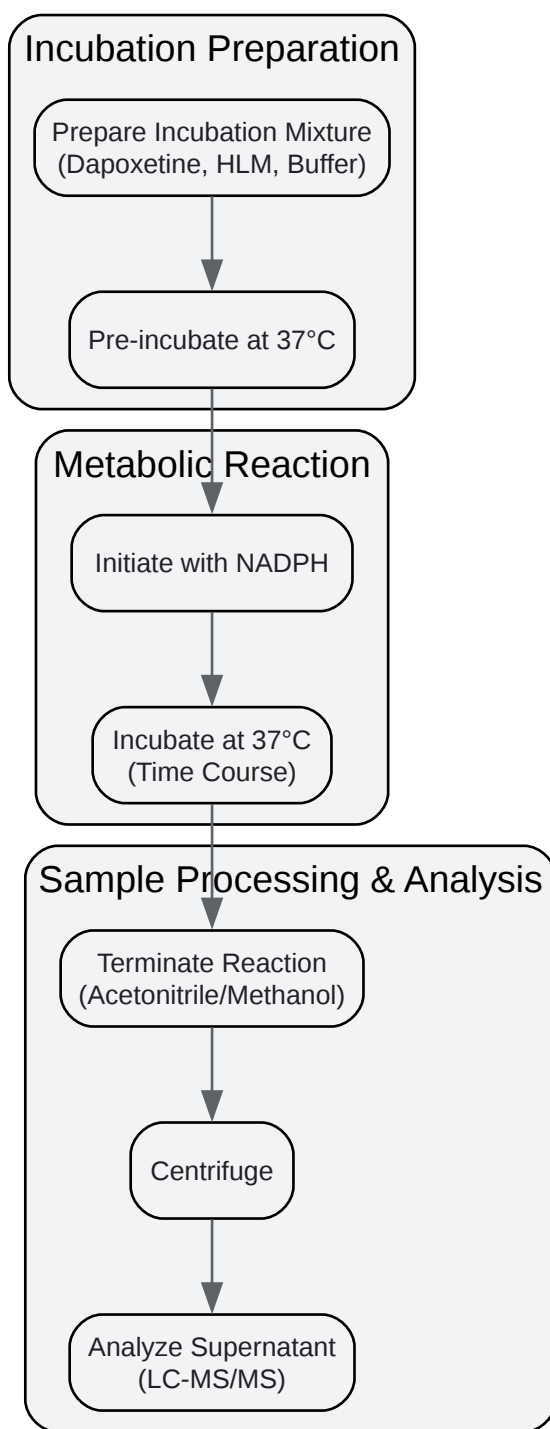 Incubation Preparation
Prepare Incubation Mixture
(Dapoxetine, HLM, Buffer)
Pre-incubate at 37°C
Metabolic Reaction
Initiate with NADPH
Incubate at 37°C
(Time Course)
Sample Processing & Analysis
Terminate Reaction
(Acetonitrile/Methanol)
Centrifuge
Analyze Supernatant
(LC-MS/MS)